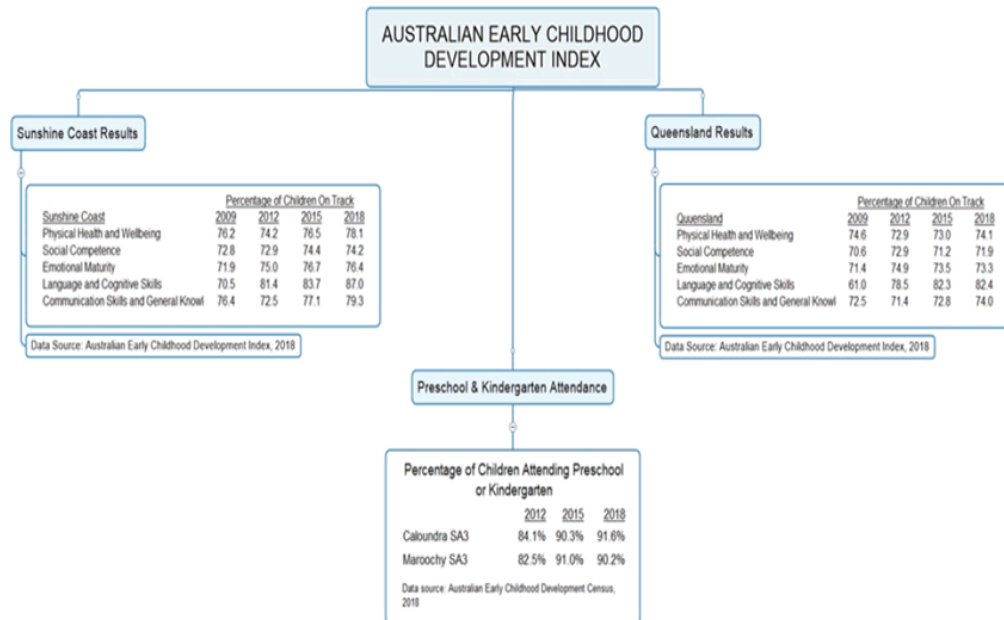 AUSTRALIAN EARLY CHILDHOOD
DEVELOPMENT INDEX
Sunshine Coast Results
Percentage of Children On Track
Sunshine Coast 2009 2012 2015 2018
Physical Health and Wellbeing 76.2 74.2 76.5 78.1
Social Competence 72.8 72.9 74.4 74.2
Emotional Maturity 71.9 75.0 76.7 76.4
Language and Cognitive Skills 70.5 81.4 83.7 87.0
Communication Skills and General Knowl 76.4 72.5 77.1 79.3
Data Source: Australian Early Childhood Development Index, 2018
Queensland Results
Percentage of Children On Track
Queensland 2009 2012 2015 2018
Physical Health and Wellbeing 74.6 72.9 73.0 74.1
Social Competence 70.6 72.9 71.2 71.9
Emotional Maturity 71.4 74.9 73.5 73.3
Language and Cognitive Skills 61.0 78.5 82.3 82.4
Communication Skills and General Knowl 72.5 71.4 72.8 74.0
Data Source: Australian Early Childhood Development Index, 2018
Preschool & Kindergarten Attendance
Percentage of Children Attending Preschool
or Kindergarten
2012 2015 2018
Caloundra SA3 84.1% 90.3% 91.6%
Maroochy SA3 82.5% 91.0% 90.2%
Data source: Australian Early Childhood Development Census,
2018